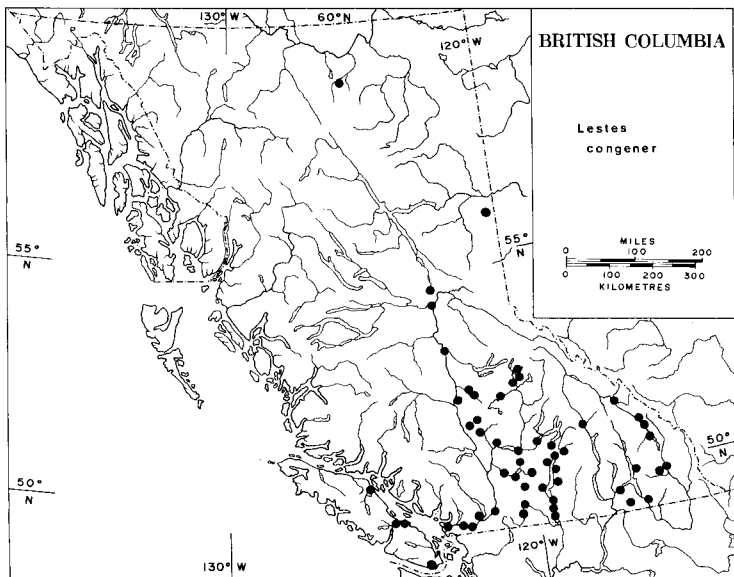 130° W
60° N
120° W
BRITISH COLUMBIA
Lestes
congener
MILES
0 100 200
0 100 200 300
KILOMETRES
55°
N
55°
N
50°
N
50°
N
130° W
120° W